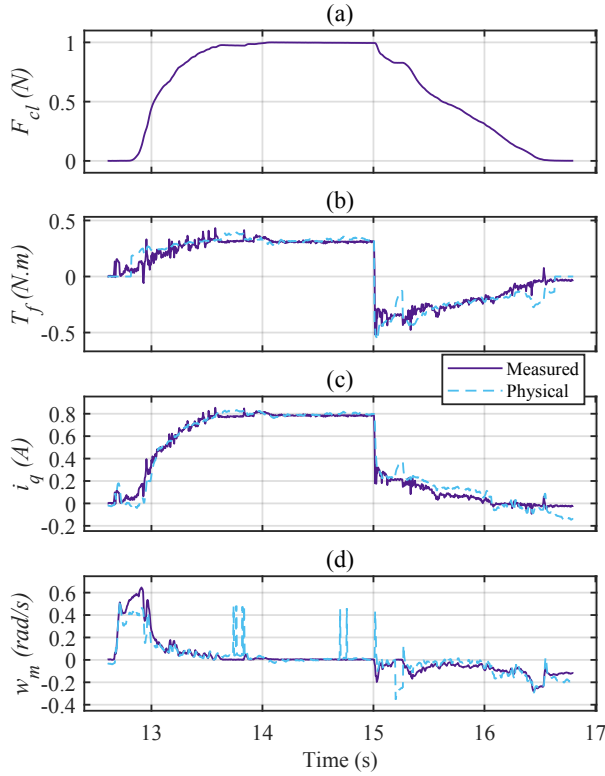 (a)
1
0.5
0
F_cl (N)
(b)
0.5
0
-0.5
T_f (N.m)
Measured
Physical
(c)
0.8
0.6
0.4
0.2
0
-0.2
i_q (A)
(d)
0.6
0.4
0.2
0
-0.2
-0.4
w_m (rad/s)
13 14 15 16 17
Time (s)